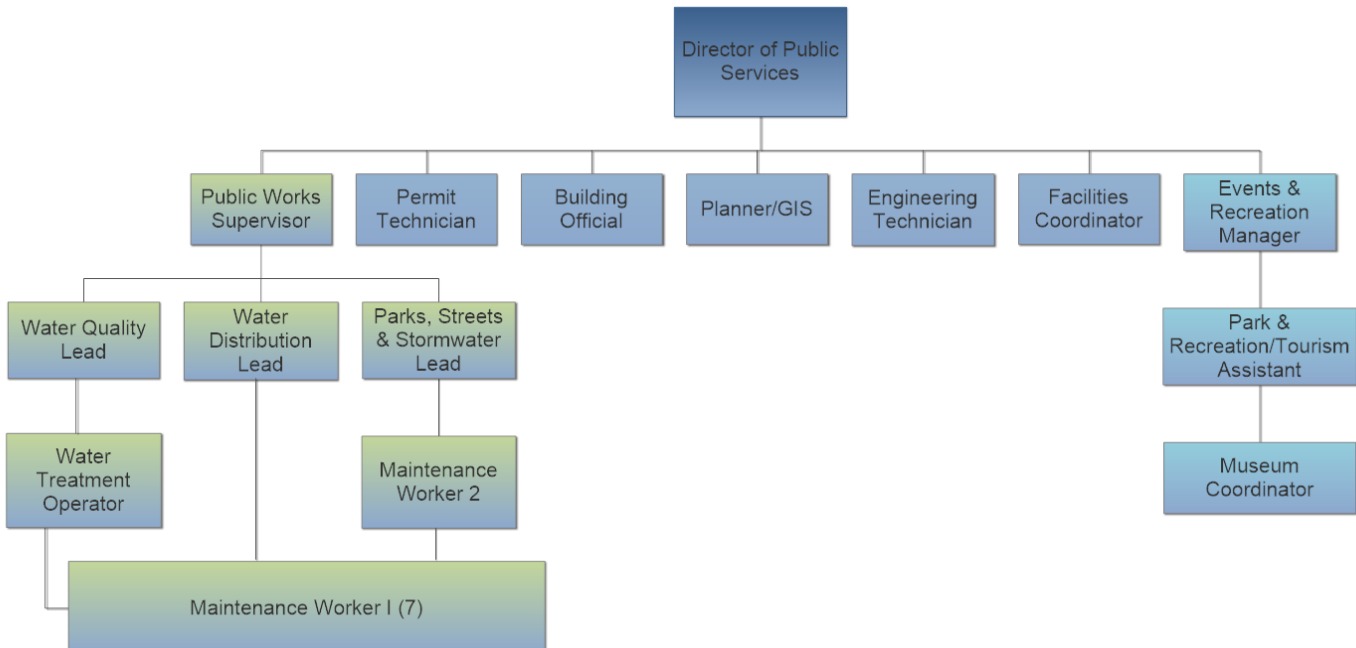 Director of Public
Services
Public Works
Supervisor
Permit
Technician
Building
Official
Planner/GIS
Engineering
Technician
Facilities
Coordinator
Events &
Recreation
Manager
Water Quality
Lead
Water
Distribution
Lead
Parks, Streets
& Stormwater
Lead
Park &
Recreation/Tourism
Assistant
Water
Treatment
Operator
Maintenance
Worker 2
Museum
Coordinator
Maintenance Worker I (7)